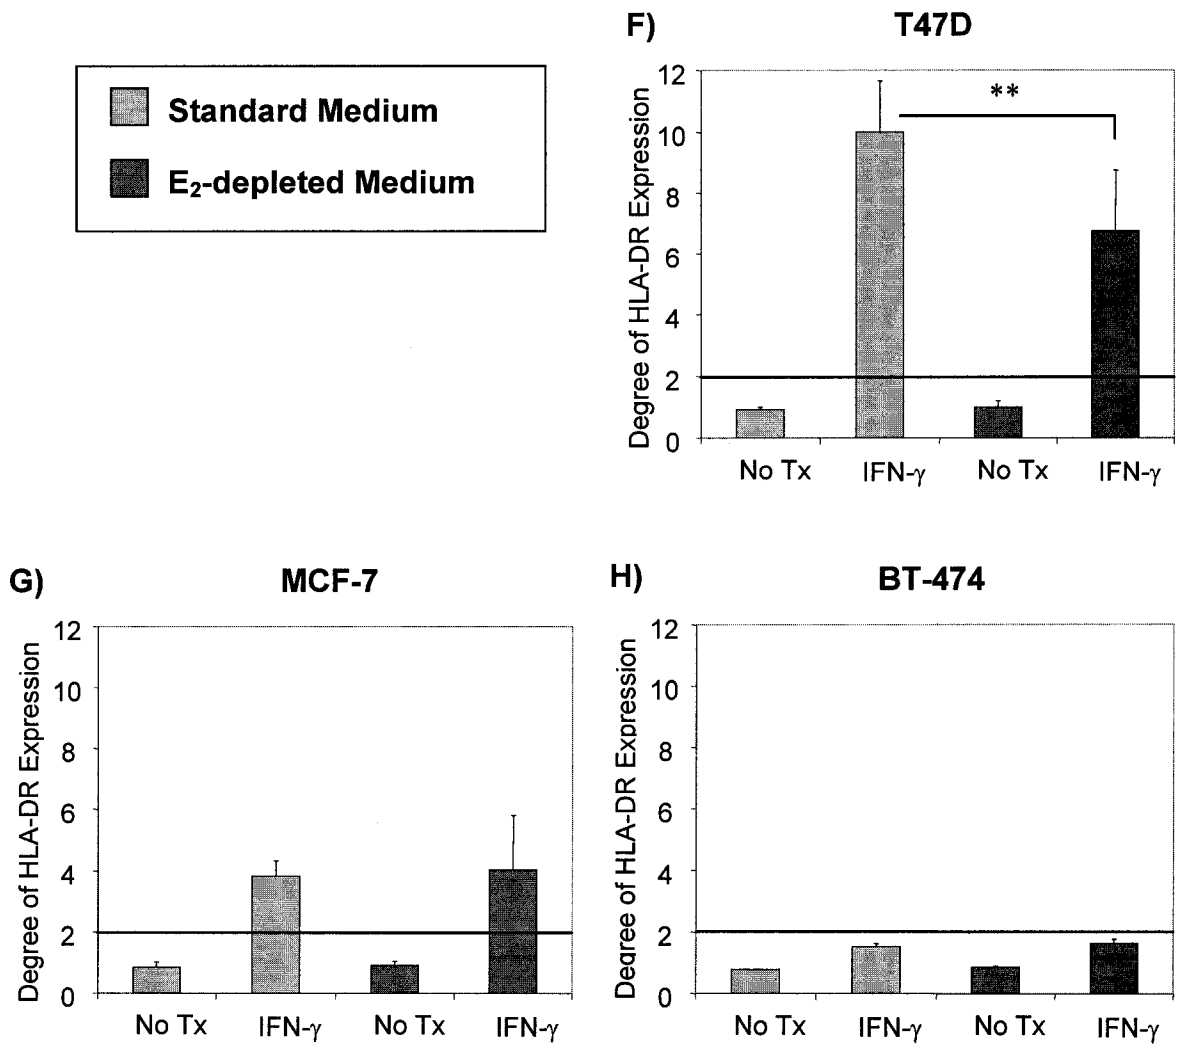 Standard Medium
E₂-depleted Medium
F)
T47D
Degree of HLA-DR Expression
12
10
8
6
4
2
0
**
No Tx
IFN-γ
No Tx
IFN-γ
G)
MCF-7
Degree of HLA-DR Expression
12
10
8
6
4
2
0
No Tx
IFN-γ
No Tx
IFN-γ
H)
BT-474
Degree of HLA-DR Expression
12
10
8
6
4
2
0
No Tx
IFN-γ
No Tx
IFN-γ